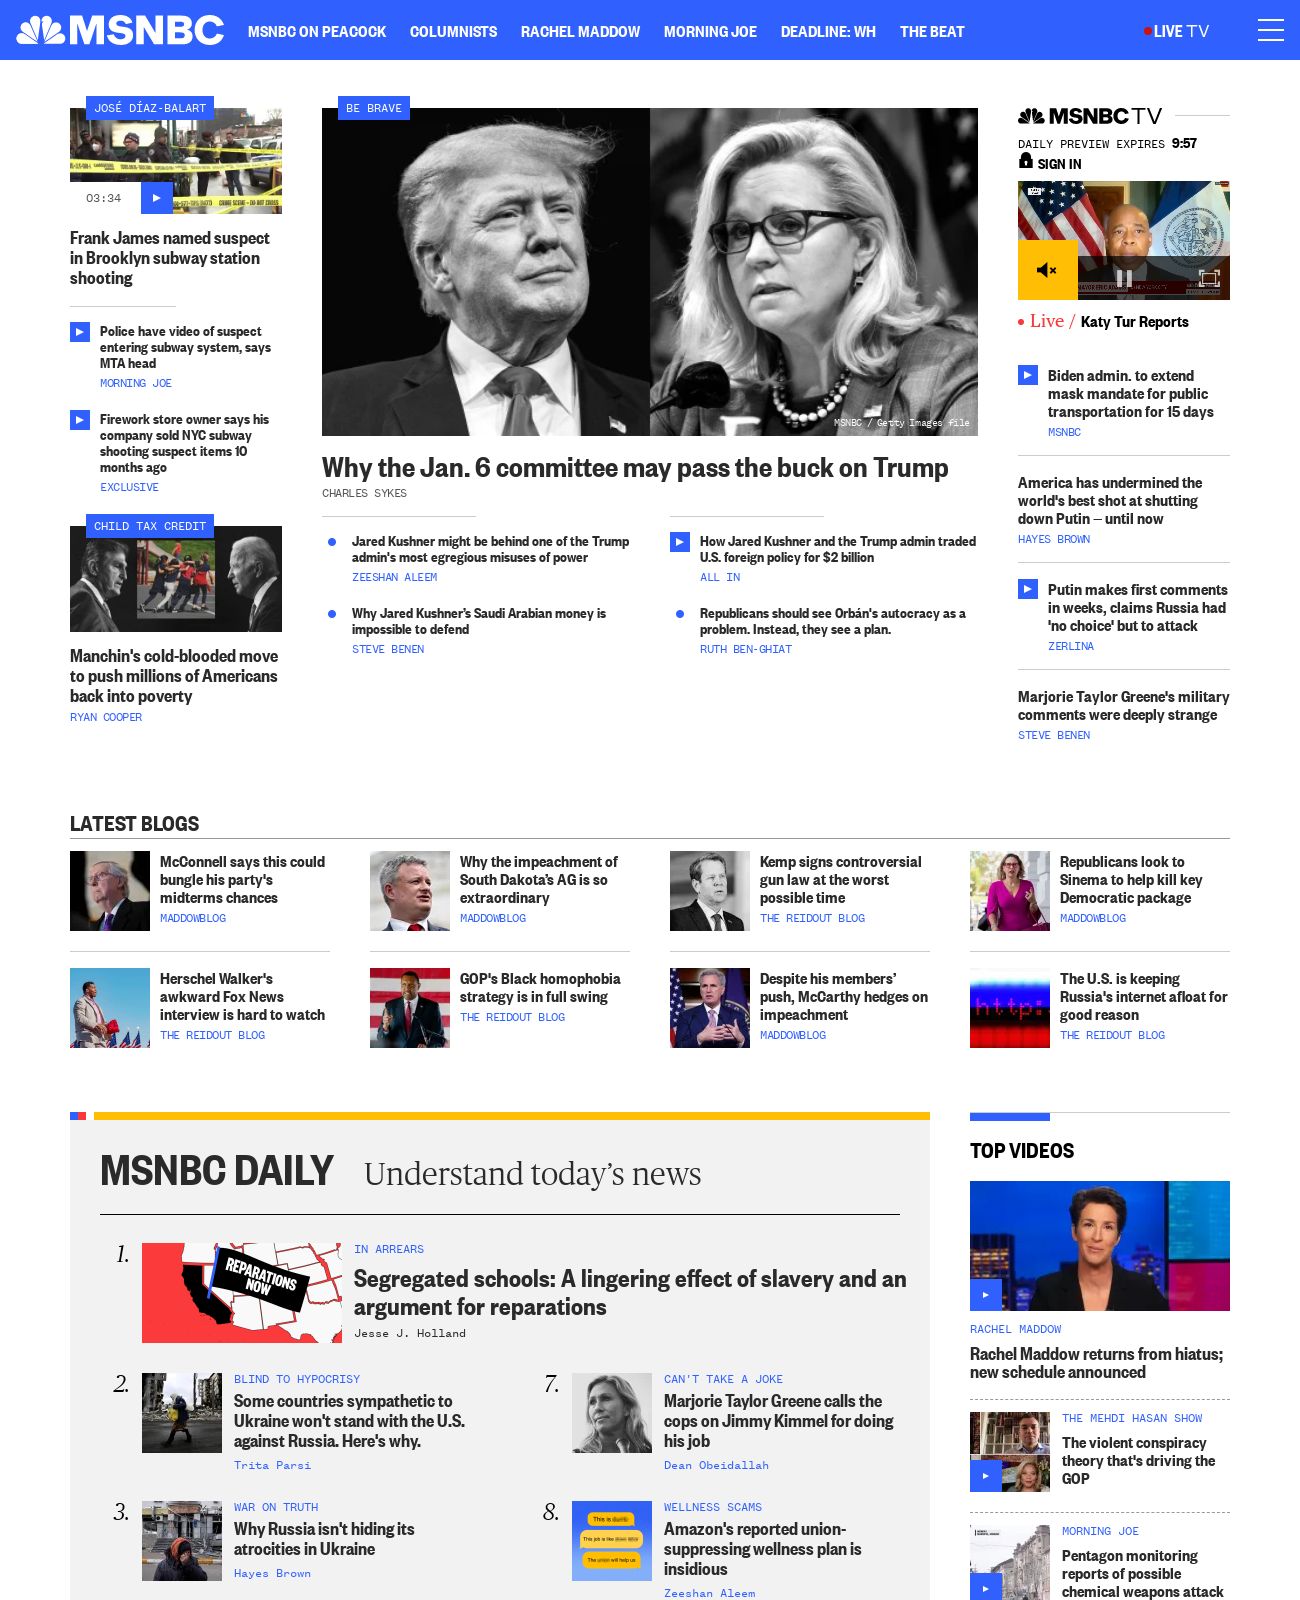 MSNBC
MSNBC ON PEACOCK
COLUMNISTS
RACHEL MADDOW
MORNING JOE
DEADLINE: WH
THE BEAT
LIVE TV
JOSÉ DÍAZ-BALART
03:34
Frank James named suspect
in Brooklyn subway station
shooting
Police have video of suspect
entering subway system, says
MTA head
MORNING JOE
Firework store owner says his
company sold NYC subway
shooting suspect items 10
months ago
EXCLUSIVE
CHILD TAX CREDIT
Manchin's cold-blooded move
to push millions of Americans
back into poverty
RYAN COOPER
BE BRAVE
MSNBC / Getty Images file
Why the Jan. 6 committee may pass the buck on Trump
CHARLES SYKES
Jared Kushner might be behind one of the Trump
admin's most egregious misuses of power
ZEESHAN ALEEM
Why Jared Kushner’s Saudi Arabian money is
impossible to defend
STEVE BENEN
How Jared Kushner and the Trump admin traded
U.S. foreign policy for $2 billion
ALL IN
Republicans should see Orbán's autocracy as a
problem. Instead, they see a plan.
RUTH BEN-GHIAT
MSNBC TV
DAILY PREVIEW EXPIRES 9:57
SIGN IN
Live / Katy Tur Reports
Biden admin. to extend
mask mandate for public
transportation for 15 days
MSNBC
America has undermined the
world's best shot at shutting
down Putin — until now
HAYES BROWN
Putin makes first comments
in weeks, claims Russia had
'no choice' but to attack
ZERLINA
Marjorie Taylor Greene's military
comments were deeply strange
STEVE BENEN
LATEST BLOGS
McConnell says this could
bungle his party's
midterms chances
MADDOWBLOG
Why the impeachment of
South Dakota’s AG is so
extraordinary
MADDOWBLOG
Kemp signs controversial
gun law at the worst
possible time
THE REIDOUT BLOG
Republicans look to
Sinema to help kill key
Democratic package
MADDOWBLOG
Herschel Walker's
awkward Fox News
interview is hard to watch
THE REIDOUT BLOG
GOP's Black homophobia
strategy is in full swing
THE REIDOUT BLOG
Despite his members’
push, McCarthy hedges on
impeachment
MADDOWBLOG
http:
The U.S. is keeping
Russia's internet afloat for
good reason
THE REIDOUT BLOG
MSNBC DAILY
Understand today’s news
1.
REPARATIONS
NOW
IN ARREARS
Segregated schools: A lingering effect of slavery and an
argument for reparations
Jesse J. Holland
2.
BLIND TO HYPOCRISY
Some countries sympathetic to
Ukraine won't stand with the U.S.
against Russia. Here's why.
Trita Parsi
3.
WAR ON TRUTH
Why Russia isn't hiding its
atrocities in Ukraine
Hayes Brown
7.
CAN'T TAKE A JOKE
Marjorie Taylor Greene calls the
cops on Jimmy Kimmel for doing
his job
Dean Obeidallah
8.
This is
This job is like
The union will help us
WELLNESS SCAMS
Amazon's reported union-
suppressing wellness plan is
insidious
Zeeshan Aleem
TOP VIDEOS
RACHEL MADDOW
Rachel Maddow returns from hiatus;
new schedule announced
THE MEHDI HASAN SHOW
The violent conspiracy
theory that's driving the
GOP
MORNING JOE
Pentagon monitoring
reports of possible
chemical weapons attack